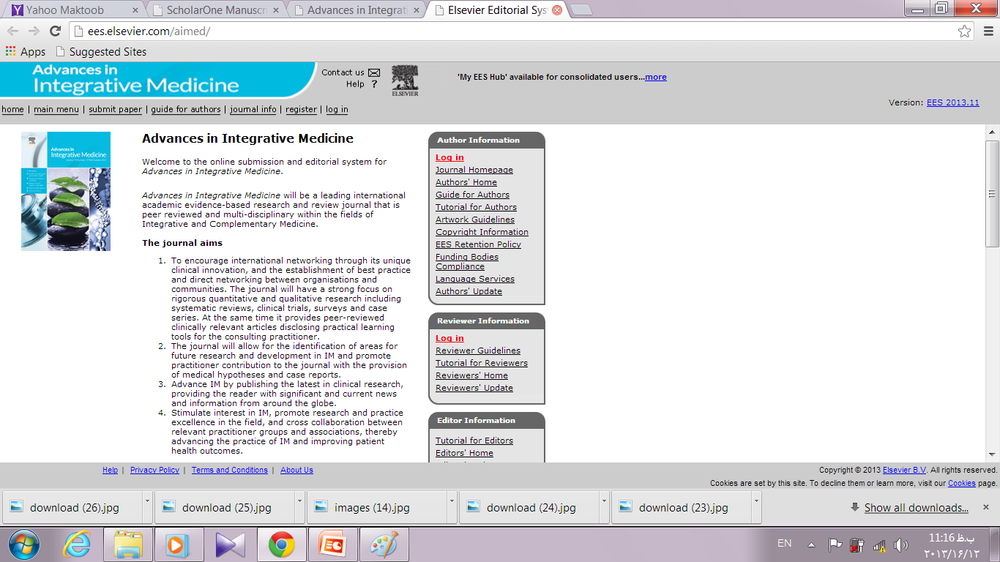 Yahoo Maktoob
ScholarOne Manuscr
Advances in Integrat
Elsevier Editorial Sys
ees.elsevier.com/aimed/
Apps
Suggested Sites
Advances in
Integrative Medicine
Contact us
Help ?
ELSEVIER
'My EES Hub' available for consolidated users...more
home | main menu | submit paper | guide for authors | journal info | register | log in
Version: EES 2013.11
Advances in
Integrative Medicine
Advances in Integrative Medicine
Welcome to the online submission and editorial system for
Advances in Integrative Medicine.
Advances in Integrative Medicine will be a leading international
academic evidence-based research and review journal that is
peer reviewed and multi-disciplinary within the fields of
Integrative and Complementary Medicine.
The journal aims
1. To encourage international networking through its unique
clinical innovation, and the establishment of best practice
and direct networking between organisations and
communities. The journal will have a strong focus on
rigorous quantitative and qualitative research including
systematic reviews, clinical trials, surveys and case
series. At the same time it provides peer-reviewed
clinically relevant articles disclosing practical learning
tools for the consulting practitioner.
2. The journal will allow for the identification of areas for
future research and development in IM and promote
practitioner contribution to the journal with the provision
of medical hypotheses and case reports.
3. Advance IM by publishing the latest in clinical research,
providing the reader with significant and current news
and information from around the globe.
4. Stimulate interest in IM, promote research and practice
excellence in the field, and cross collaboration between
relevant practitioner groups and associations, thereby
advancing the practice of IM and improving patient
health outcomes.
Author Information
Log in
Journal Homepage
Authors' Home
Guide for Authors
Tutorial for Authors
Artwork Guidelines
Copyright Information
EES Retention Policy
Funding Bodies
Compliance
Language Services
Authors' Update
Reviewer Information
Log in
Reviewer Guidelines
Tutorial for Reviewers
Reviewers' Home
Reviewers' Update
Editor Information
Tutorial for Editors
Editors' Home
Help | Privacy Policy | Terms and Conditions | About Us
Copyright © 2013 Elsevier B.V. All rights reserved.
Cookies are set by this site. To decline them or learn more, visit our Cookies page.
download (26).jpg
download (25).jpg
images (14).jpg
download (24).jpg
download (23).jpg
Show all downloads...
EN
11:16 ب.ظ
٢٠١٣/١٦/١٢